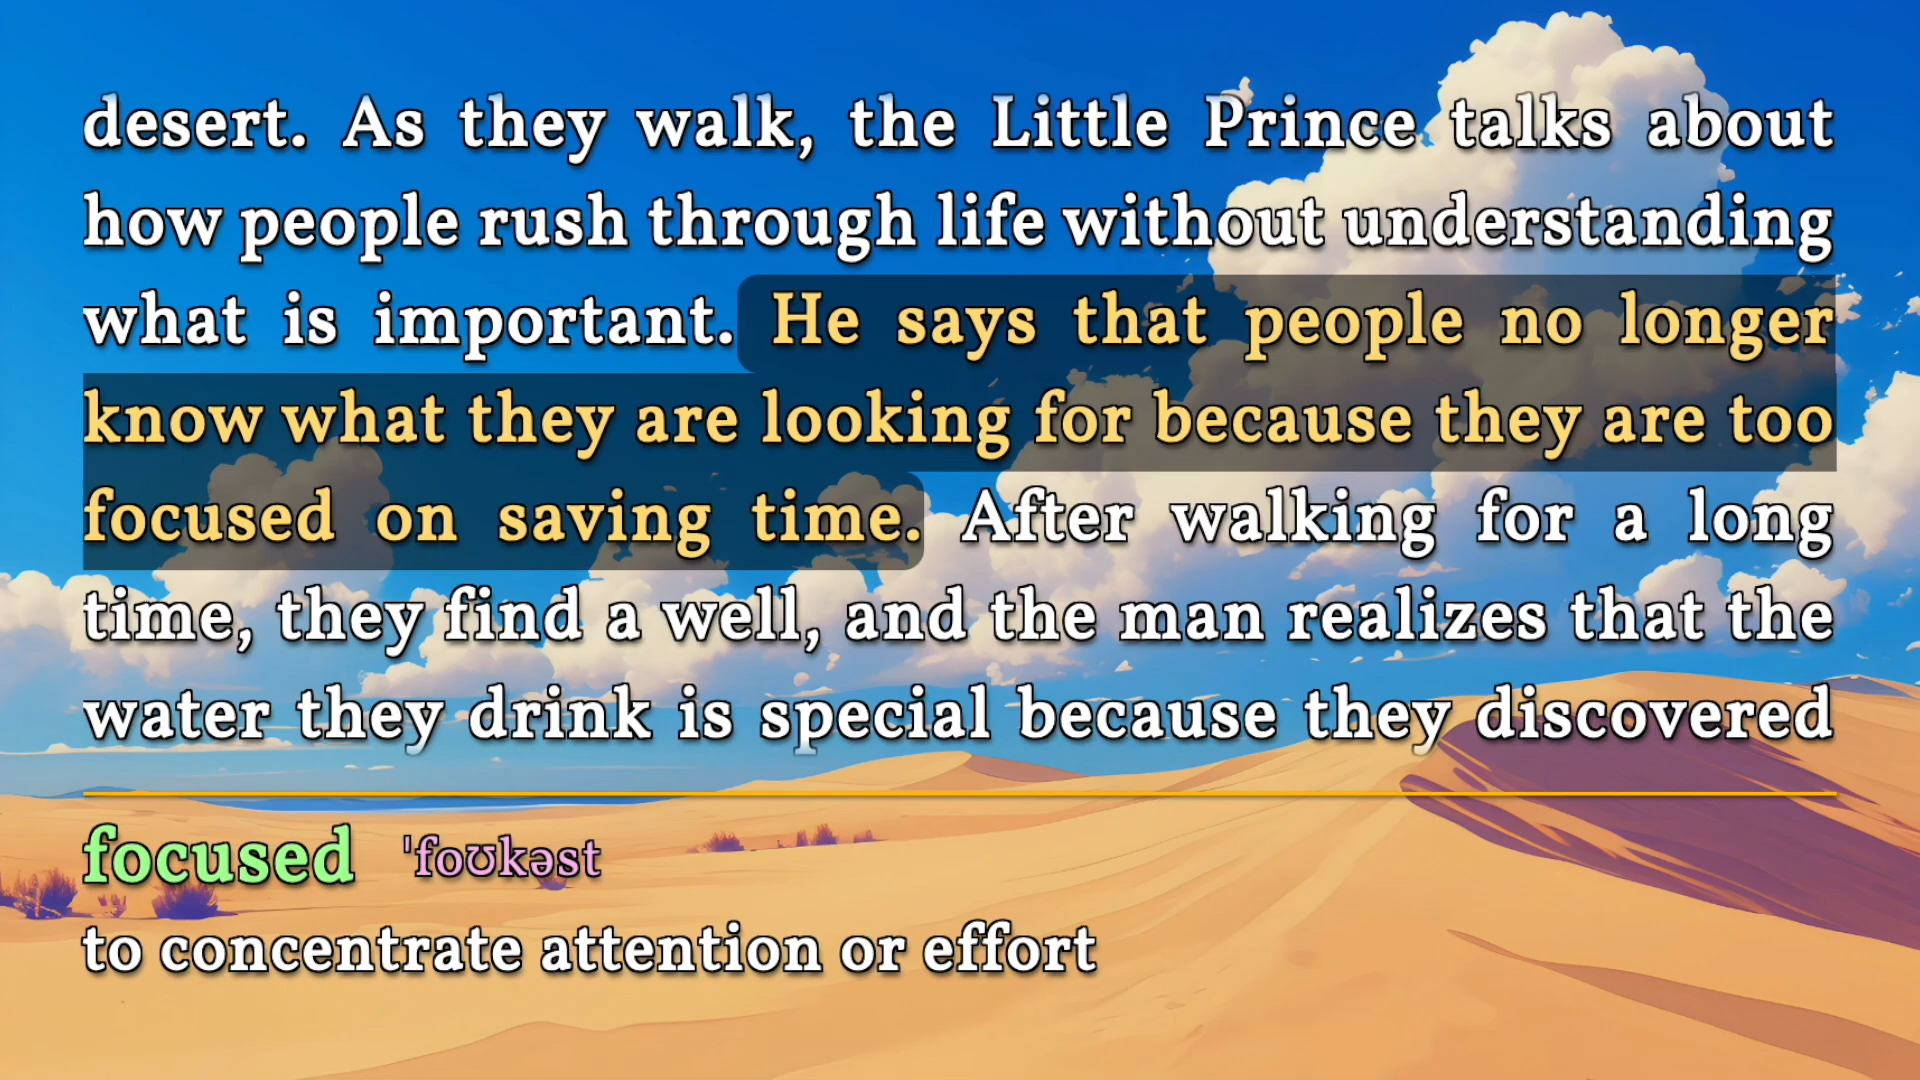 desert. As they walk, the Little Prince talks about
how people rush through life without understanding
what is important. He says that people no longer
know what they are looking for because they are too
focused on saving time. After walking for a long
time, they find a well, and the man realizes that the
water they drink is special because they discovered
focused ˈfoʊkəst
to concentrate attention or effort